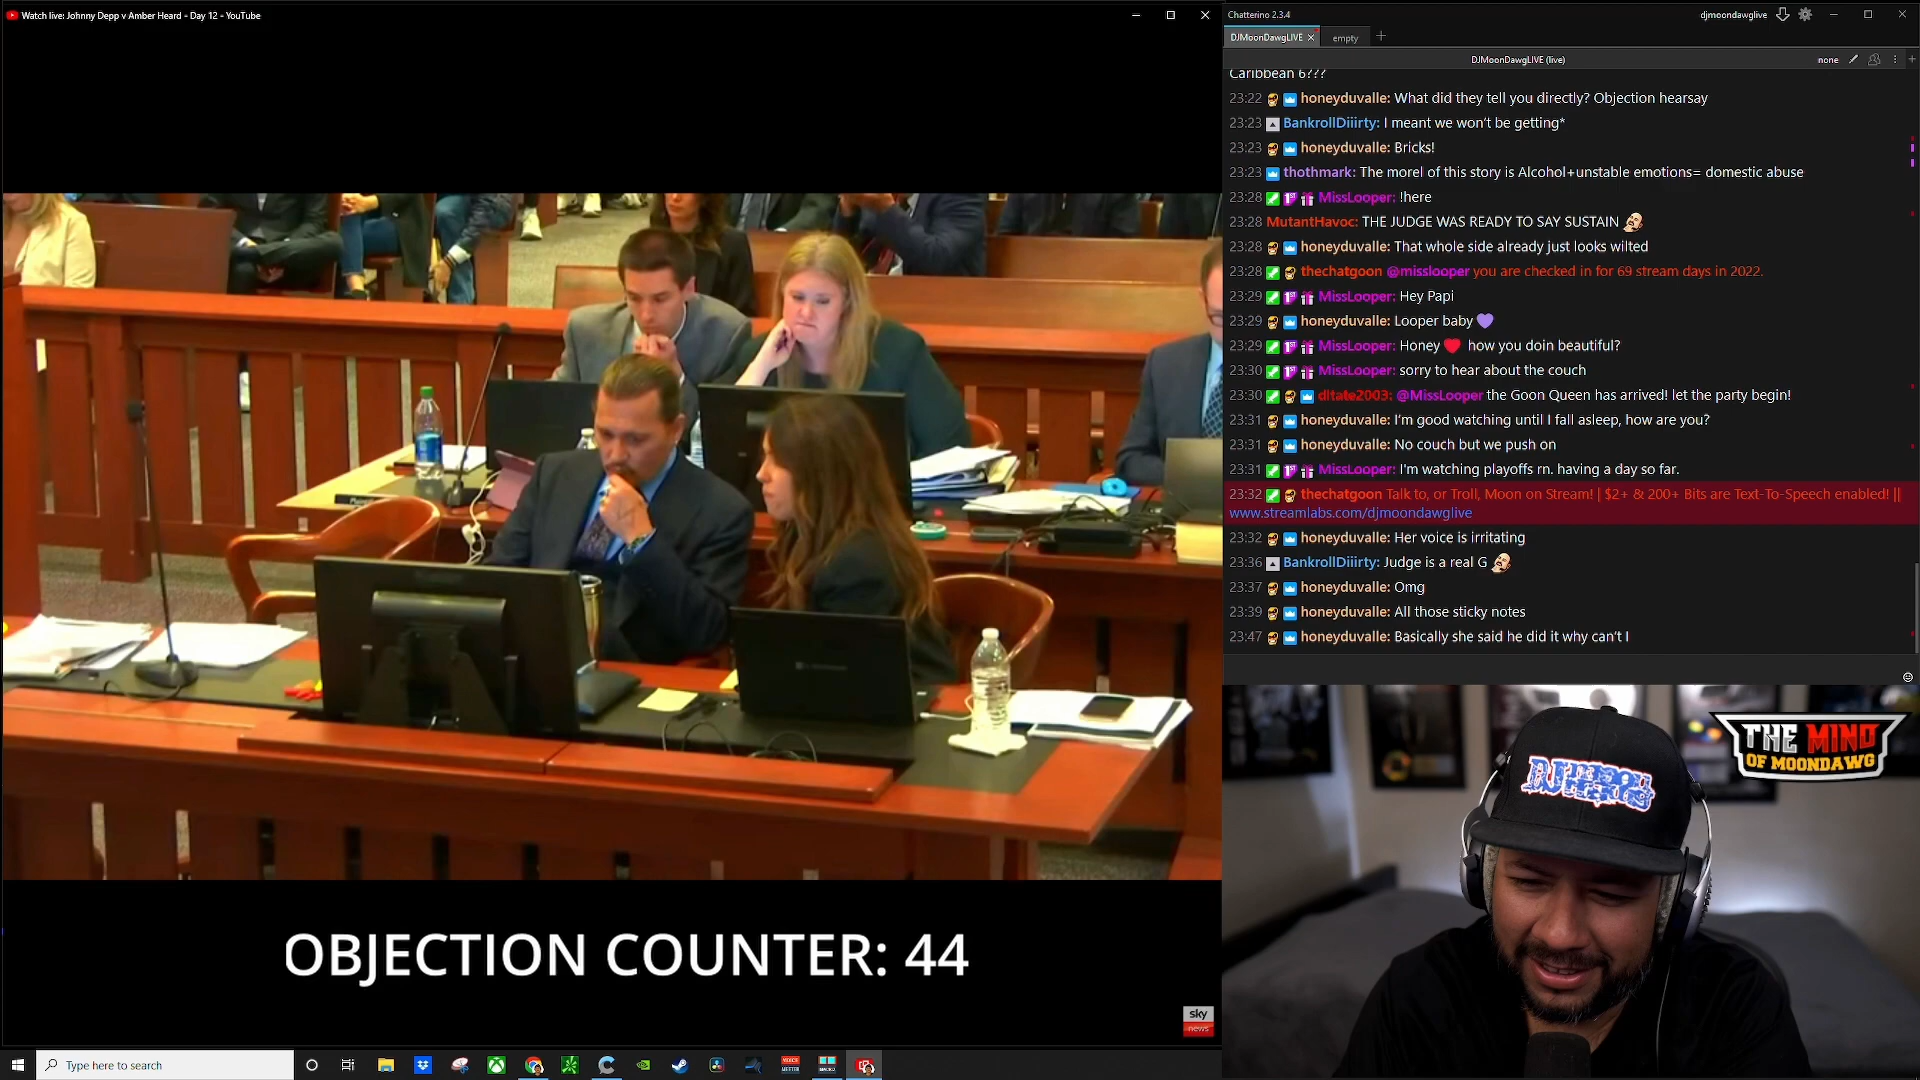 Watch live: Johnny Depp v Amber Heard - Day 12 - YouTube
Chatterino 2.3.4
djmoondawglive
DJMoonDawgLIVE
empty
DJMoonDawgLIVE (live)
none
Caribbean 6???
23:22 honeyduvalle: What did they tell you directly? Objection hearsay
23:23 BankrollDiiirty: I meant we won't be getting*
23:23 honeyduvalle: Bricks!
23:23 thothmark: The morel of this story is Alcohol+unstable emotions= domestic abuse
23:28 1ST MissLooper: !here
23:28 MutantHavoc: THE JUDGE WAS READY TO SAY SUSTAIN
23:28 honeyduvalle: That whole side already just looks wilted
23:28 thechatgoon @misslooper you are checked in for 69 stream days in 2022.
23:29 1ST MissLooper: Hey Papi
23:29 honeyduvalle: Looper baby 💜
23:29 1ST MissLooper: Honey ❤️ how you doin beautiful?
23:30 1ST MissLooper: sorry to hear about the couch
23:30 dltate2003: @MissLooper the Goon Queen has arrived! let the party begin!
23:31 honeyduvalle: I'm good watching until I fall asleep, how are you?
23:31 honeyduvalle: No couch but we push on
23:31 1ST MissLooper: I'm watching playoffs rn. having a day so far.
23:32 thechatgoon Talk to, or Troll, Moon on Stream! | $2+ & 200+ Bits are Text-To-Speech enabled! ||
www.streamlabs.com/djmoondawglive
23:32 honeyduvalle: Her voice is irritating
23:36 BankrollDiiirty: Judge is a real G
23:37 honeyduvalle: Omg
23:39 honeyduvalle: All those sticky notes
23:47 honeyduvalle: Basically she said he did it why can't I
THE MIND
OF MOONDAWG
OBJECTION COUNTER: 44
sky
news
Type here to search